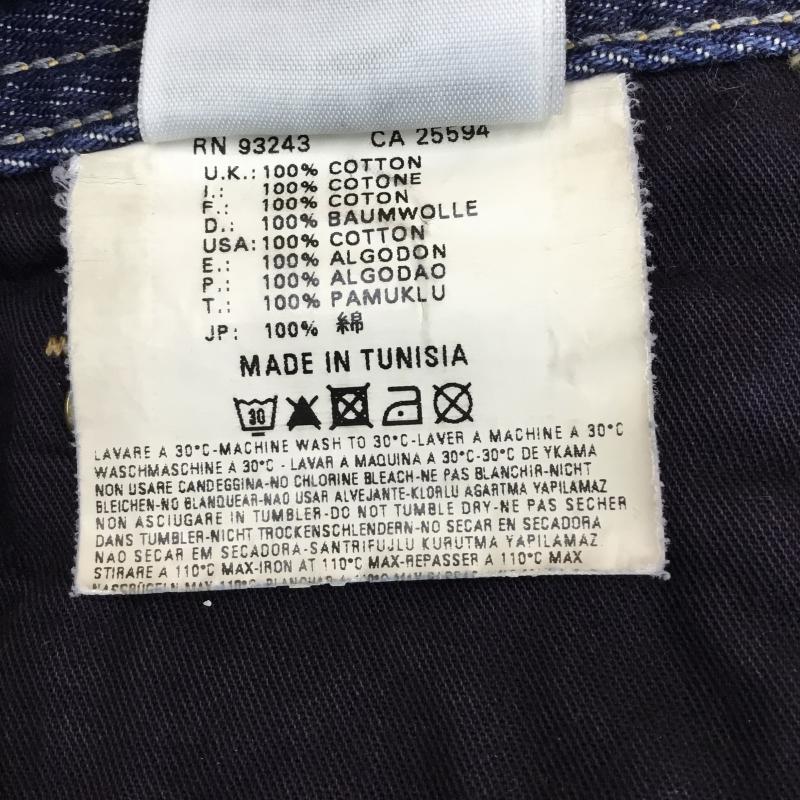 RN 93243 CA 25594
U.K.: 100% COTTON
I.: 100% COTONE
F.: 100% COTON
D.: 100% BAUMWOLLE
USA: 100% COTTON
E.: 100% ALGODON
P.: 100% ALGODAO
T.: 100% PAMUKLU
JP: 100% 綿
MADE IN TUNISIA
30
LAVARE A 30°C-MACHINE WASH TO 30°C-LAVER A MACHINE A 30°C
WASCHMASCHINE A 30°C - LAVAR A MAQUINA A 30°C-30°C DE YKAMA
NON USARE CANDEGGINA-NO CHLORINE BLEACH-NE PAS BLANCHIR-NICHT
BLEICHEN-NO BLANQUEAR-NAO USAR ALVEJANTE-KLORLU AGARTMA YAPILAMAZ
NON ASCIUGARE IN TUMBLER-DO NOT TUMBLE DRY-NE PAS SECHER
DANS TUMBLER-NICHT TROCKENSCHLENDERN-NO SECAR EN SECADORA
NAO SECAR EM SECADORA-SANTRIFUJLU KURUTMA YAPILAMAZ
STIRARE A 110°C MAX-IRON AT 110°C MAX-REPASSER A 110°C MAX
MAX 110°C